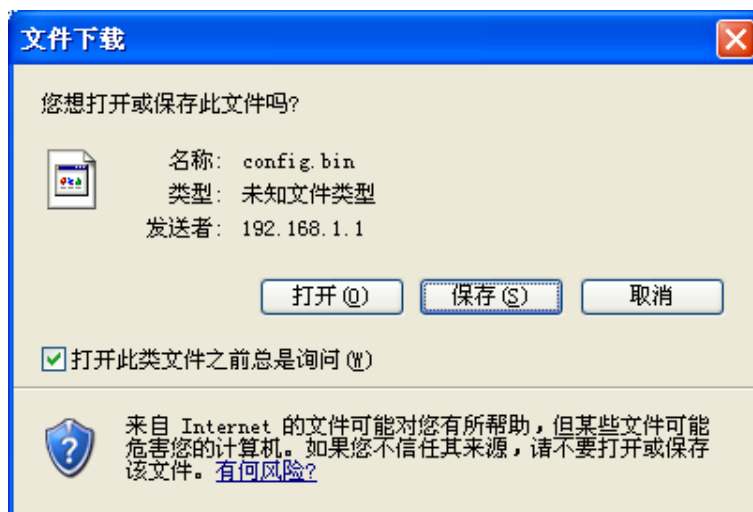 文件下载
您想打开或保存此文件吗?
名称: config.bin
类型: 未知文件类型
发送者: 192.168.1.1
打开(O) 保存(S) 取消
打开此类文件之前总是询问(W)
来自 Internet 的文件可能对您有所帮助，但某些文件可能
危害您的计算机。如果您不信任其来源，请不要打开或保存
该文件。有何风险?